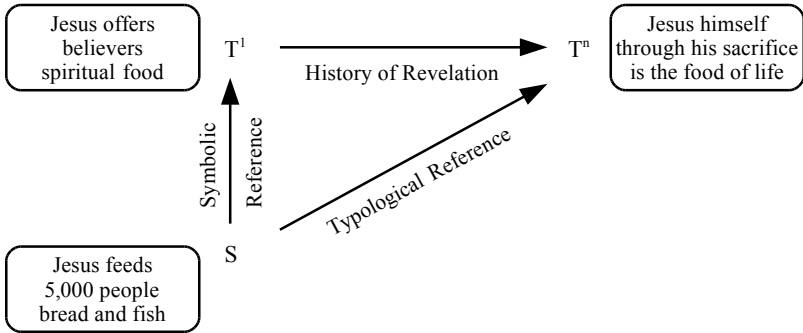 Jesus offers
believers
spiritual food
T¹
History of Revelation
Tⁿ
Jesus himself
through his sacrifice
is the food of life
Symbolic
Reference
Typological Reference
S
Jesus feeds
5,000 people
bread and fish